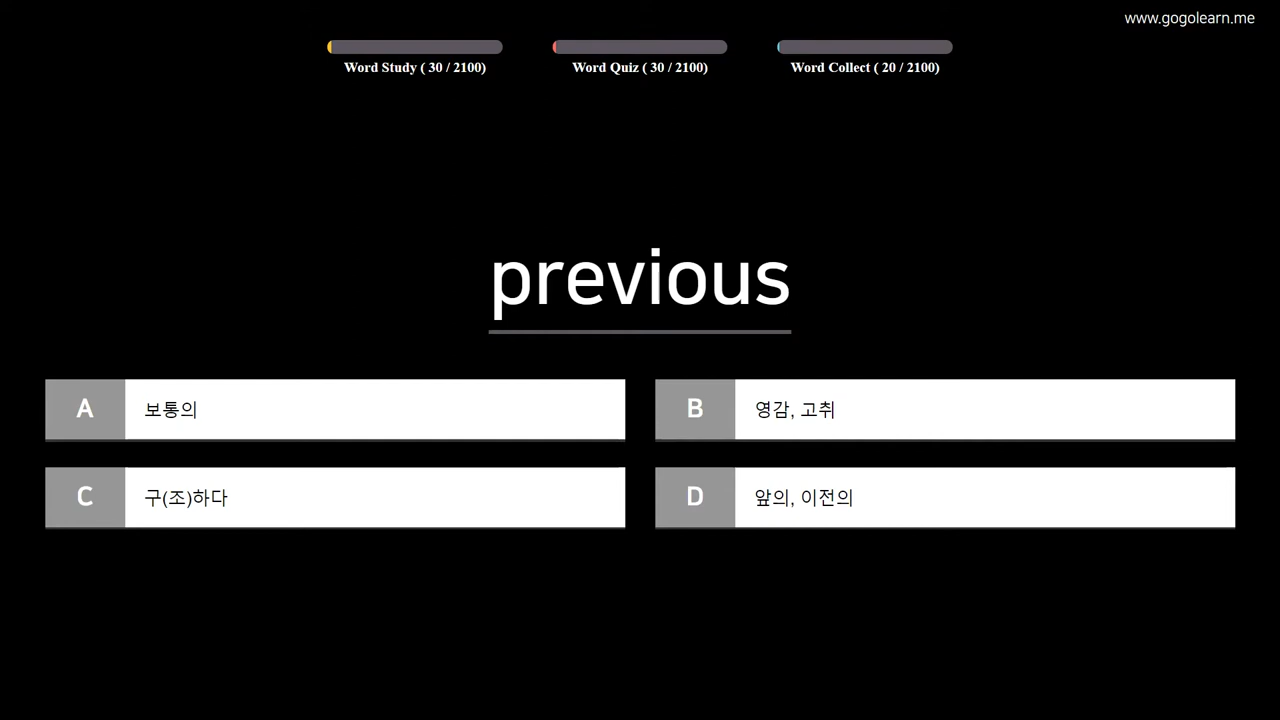 www.gogolearn.me
Word Study ( 30 / 2100)
Word Quiz ( 30 / 2100)
Word Collect ( 20 / 2100)
previous
A 보통의
B 영감, 고취
C 구(조)하다
D 앞의, 이전의